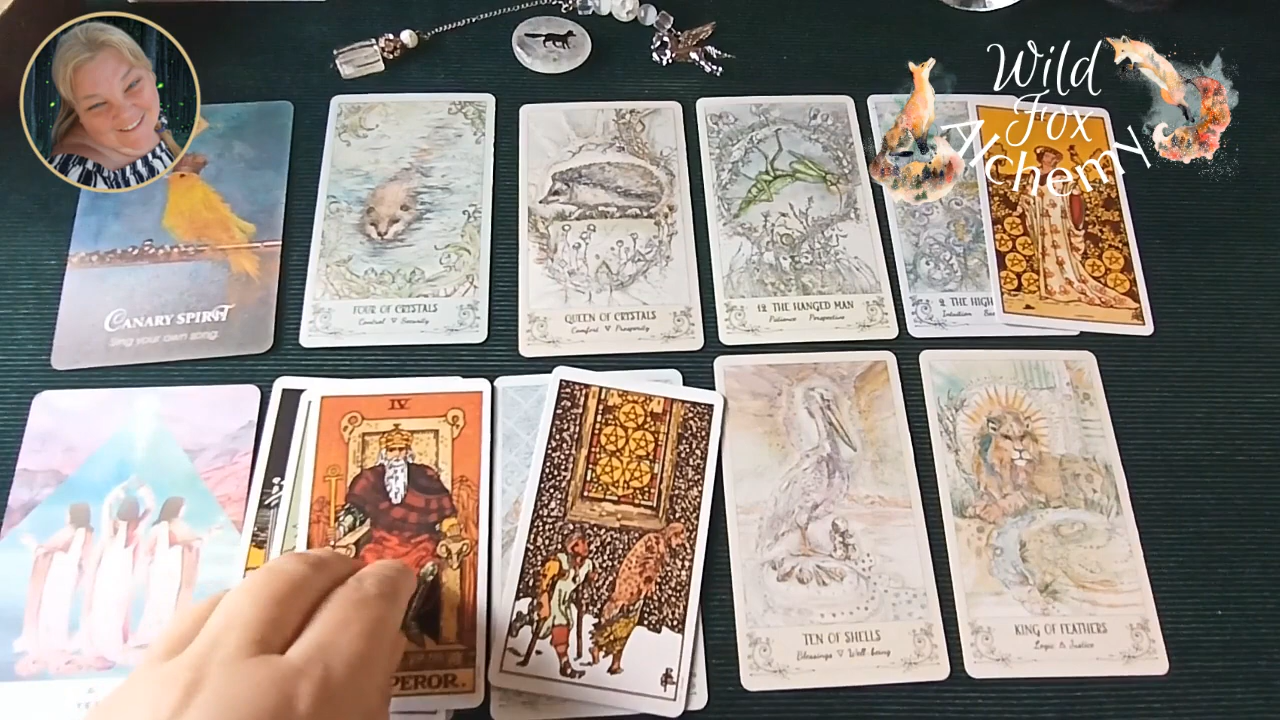 Wild
Fox
Alchemy
CANARY SPIRIT
Sing your own song
FOUR OF CRYSTALS
Control ♡ Security
QUEEN OF CRYSTALS
Comfort ♡ Prosperity
12 THE HANGED MAN
Patience Perspective
2 THE HIGH
Intuition
IV
PEROR.
TEN OF SHELLS
Blessings ♡ Well-being
KING OF FEATHERS
Logic & Justice